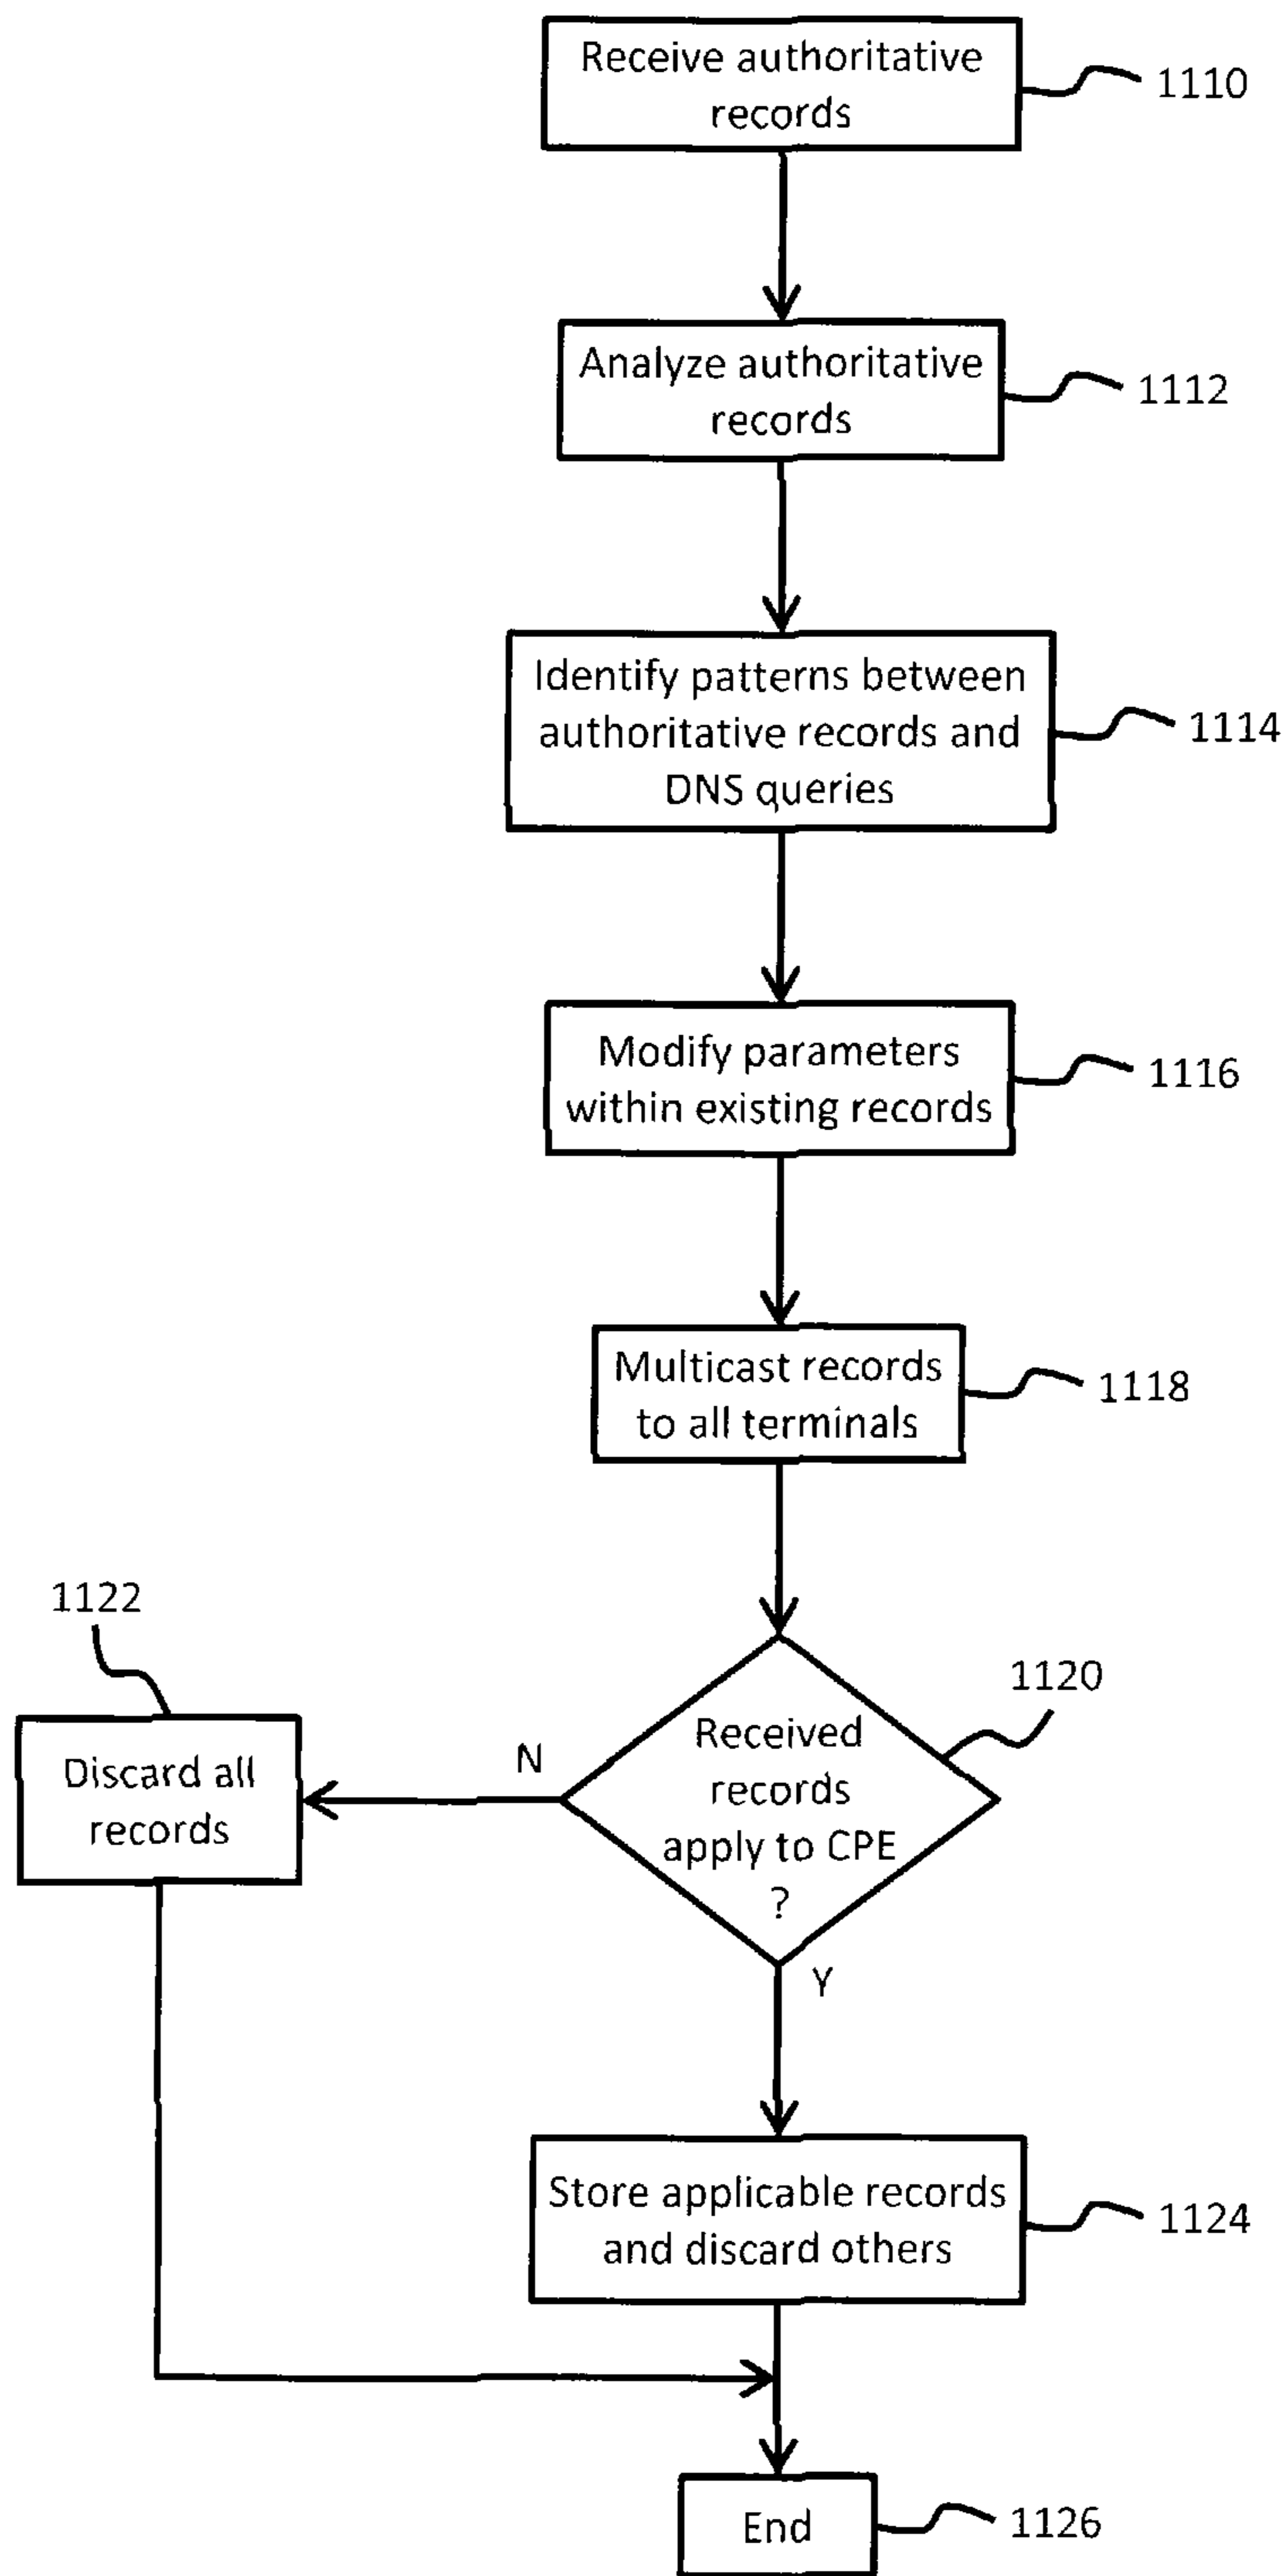 Receive authoritative
records
1110
Analyze authoritative
records
1112
Identify patterns between
authoritative records and
DNS queries
1114
Modify parameters
within existing records
1116
Multicast records
to all terminals
1118
1122
Discard all
records
N
1120
Received
records
apply to CPE
?
Y
Store applicable records
and discard others
1124
End
1126